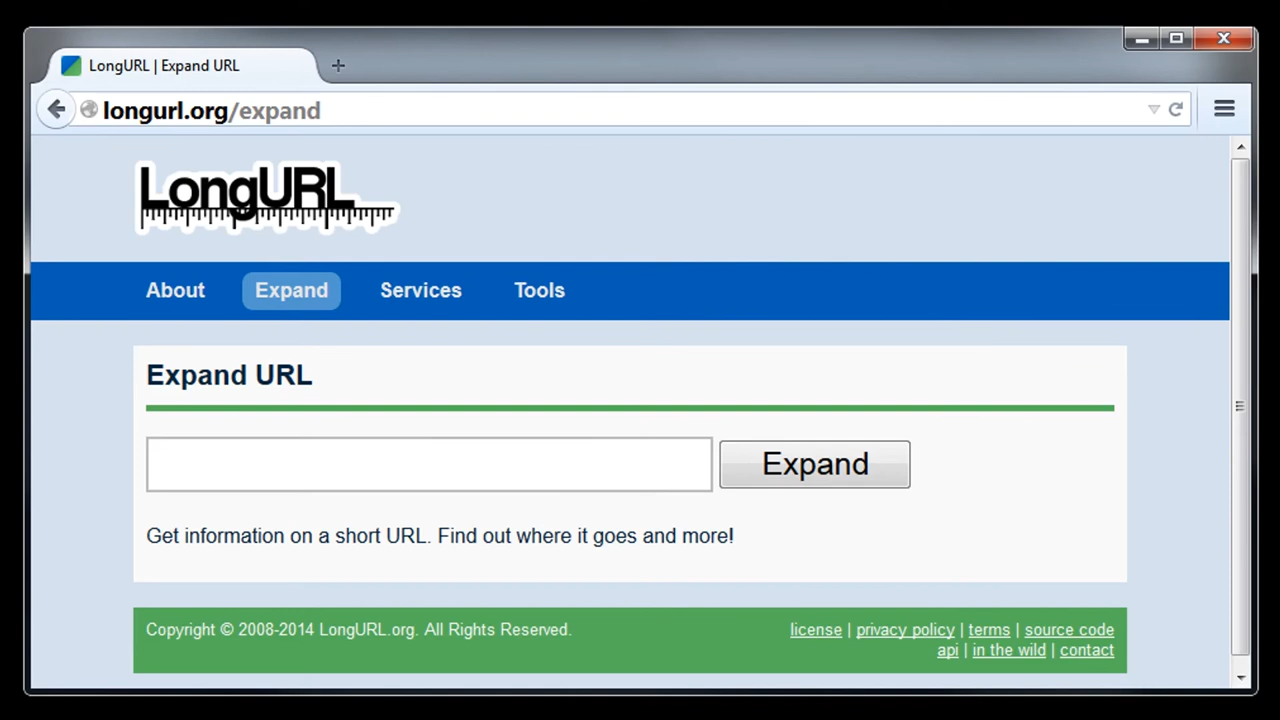 LongURL | Expand URL
longurl.org/expand
LongURL
About Expand Services Tools
Expand URL
Expand
Get information on a short URL. Find out where it goes and more!
Copyright © 2008-2014 LongURL.org. All Rights Reserved. license | privacy policy | terms | source code
api | in the wild | contact